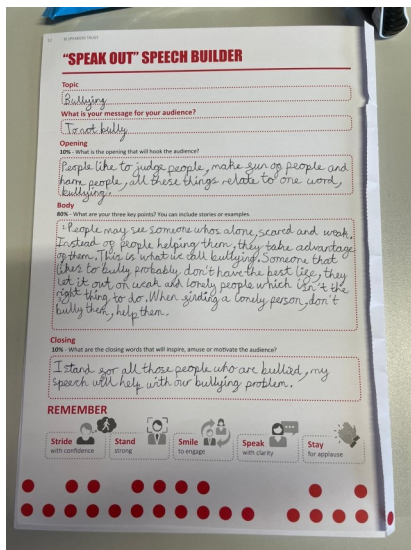 12 SPEAKERS TRUST
"SPEAK OUT" SPEECH BUILDER
Topic
Bullying
What is your message for your audience?
To not bully
Opening
10% - What is the opening that will hook the audience?
People like to judge people, make fun of people and
harm people, all these things relate to one word,
bullying.
Body
80% - What are your three key points? You can include stories or examples.
1 People may see someone whos alone, scared and weak.
Instead of people helping them, they take advantage
of them. This is what we call bullying. Someone that
likes to bully probably don't have the best life, they
let it out on weak and lonely people which isn't the
right thing to do. When finding a lonely person, don't
bully them, help them.
Closing
10% - What are the closing words that will inspire, amuse or motivate the audience?
I stand for all those people who are bullied, my
speech will help with our bullying problem.
REMEMBER
Stride Stand Smile Speak Stay
with confidence strong to engage with clarity for applause